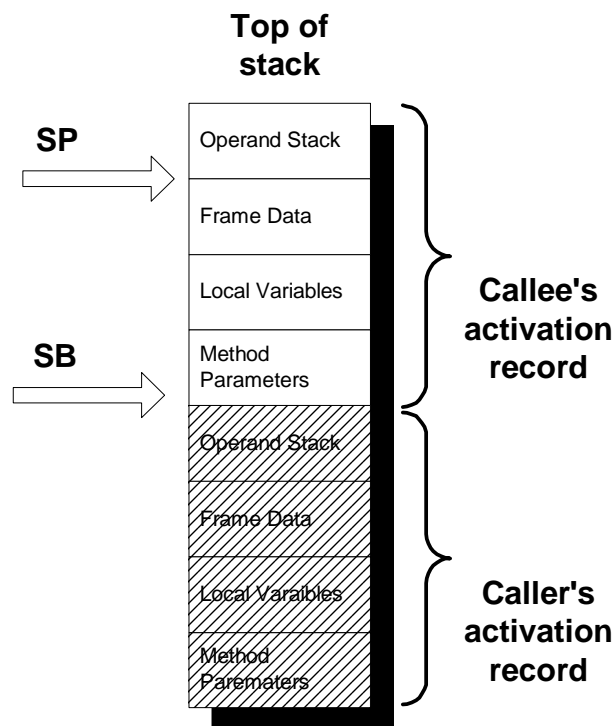 Top of
stack
SP
Operand Stack
Frame Data
Local Variables
SB
Method
Parameters
Callee's
activation
record
Operand Stack
Frame Data
Local Varaibles
Method
Parematers
Caller's
activation
record